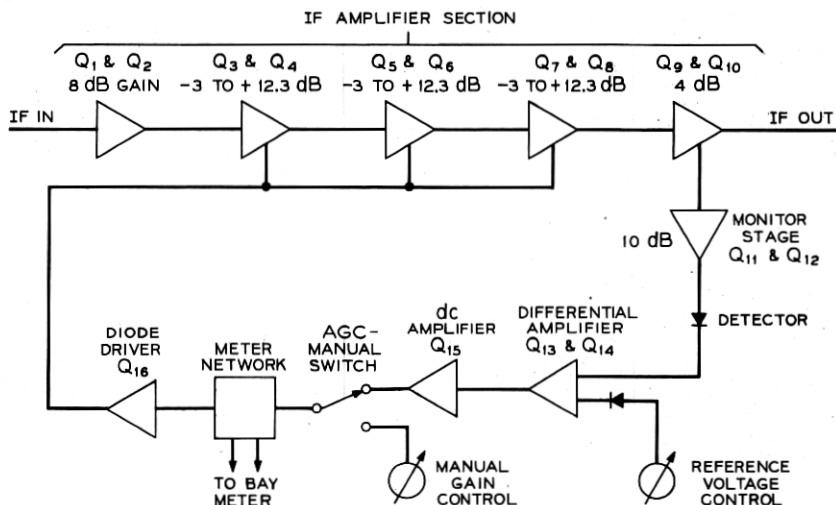 IF AMPLIFIER SECTION
Q1 & Q2
8 dB GAIN
Q3 & Q4
-3 TO + 12.3 dB
Q5 & Q6
-3 TO +12.3 dB
Q7 & Q8
-3 TO +12.3 dB
Q9 & Q10
4 dB
IF IN
IF OUT
10 dB
MONITOR
STAGE
Q11 & Q12
DETECTOR
DIFFERENTIAL
AMPLIFIER
Q13 & Q14
dc
AMPLIFIER
Q15
AGC-
MANUAL
SWITCH
METER
NETWORK
DIODE
DRIVER
Q16
TO BAY
METER
MANUAL
GAIN
CONTROL
REFERENCE
VOLTAGE
CONTROL